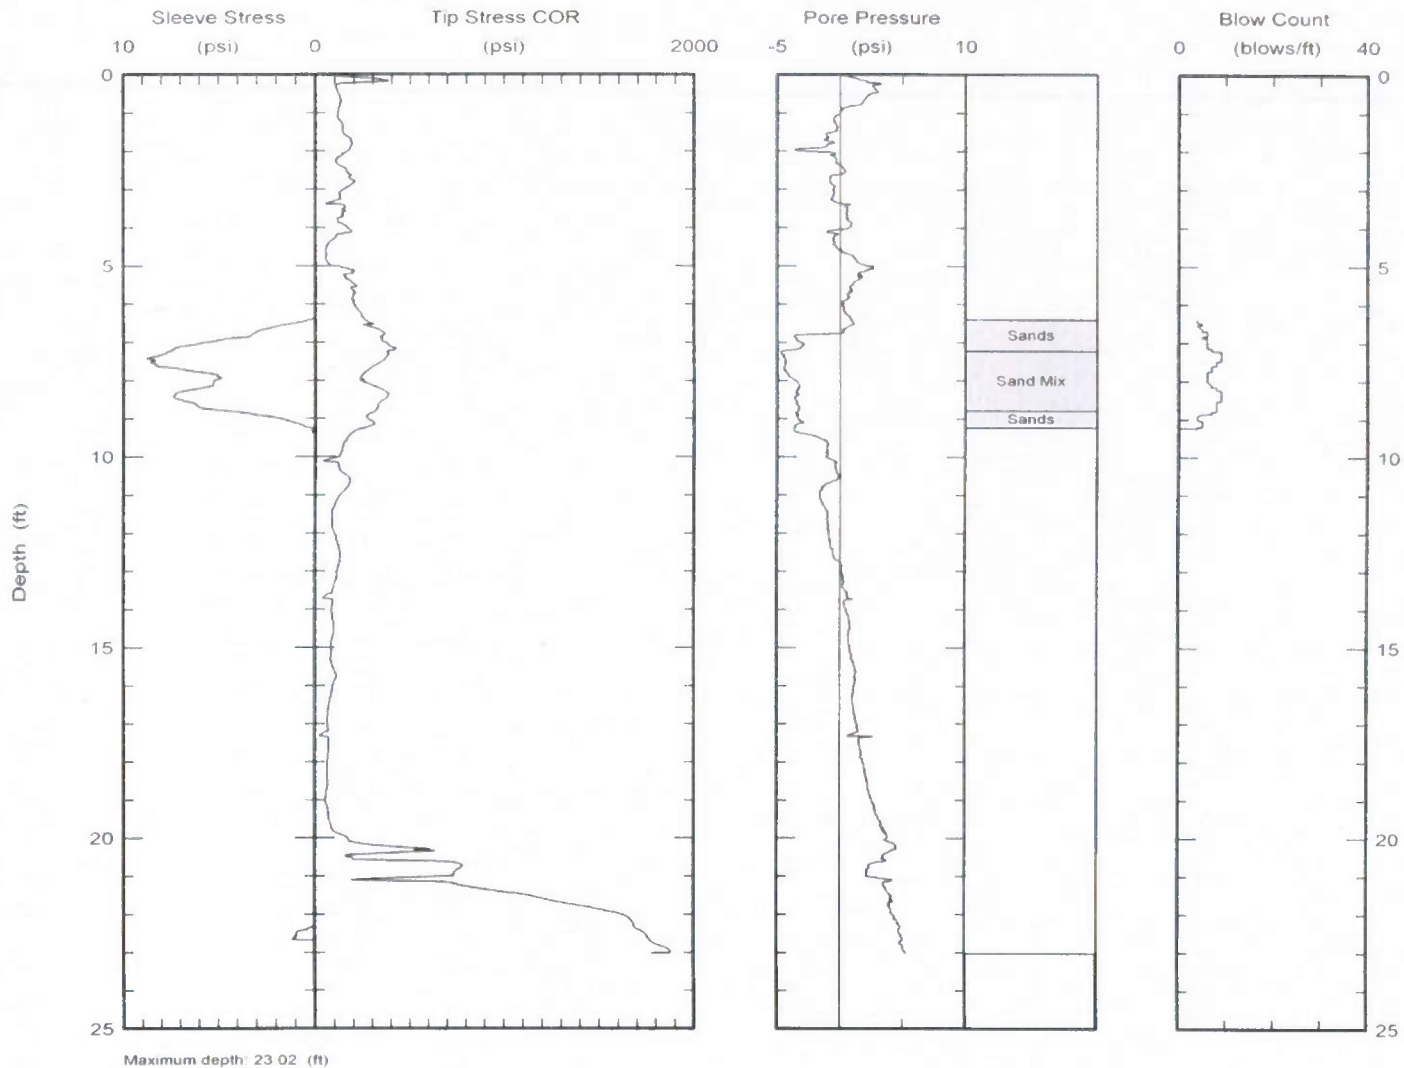 Sleeve Stress Tip Stress COR Pore Pressure Blow Count
10 (psi) 0 (psi) 2000 -5 (psi) 10 0 (blows/ft) 40
0 0
5 5
Sands
Sand Mix
Sands
10 10
Depth (ft)
15 15
20 20
25 25
Maximum depth: 23.02 (ft)